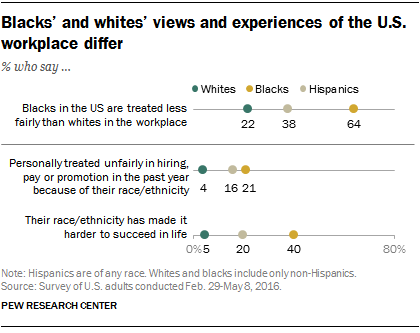 Blacks' and whites' views and experiences of the U.S.
workplace differ
% who say ...
Whites Blacks Hispanics
Blacks in the US are treated less
fairly than whites in the workplace
22 38 64
Personally treated unfairly in hiring,
pay or promotion in the past year
because of their race/ethnicity
4 16 21
Their race/ethnicity has made it
harder to succeed in life
5 20 40
0% 80%
Note: Hispanics are of any race. Whites and blacks include only non-Hispanics.
Source: Survey of U.S. adults conducted Feb. 29-May 8, 2016.
PEW RESEARCH CENTER